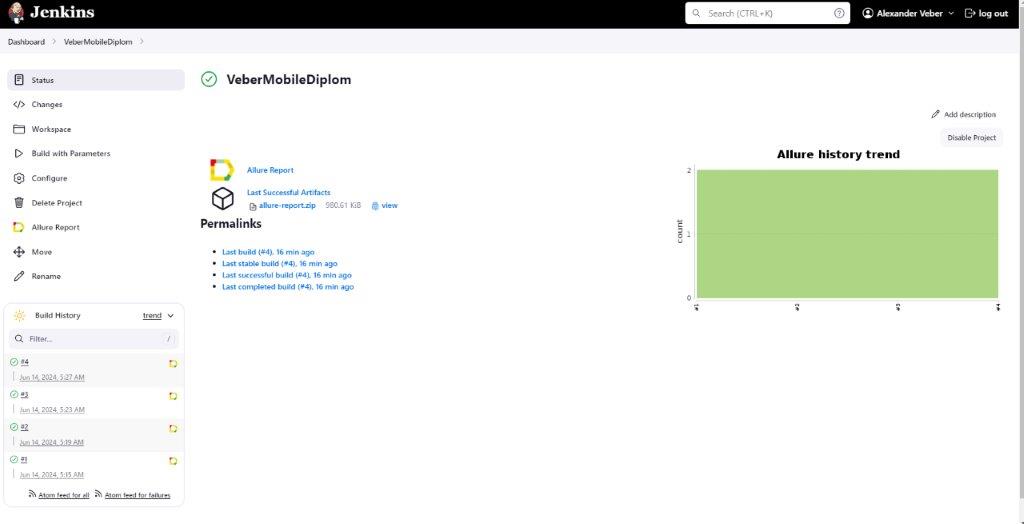 Jenkins
Search (CTRL+K)
Alexander Veber
log out
Dashboard
VeberMobileDiplom
Status
Changes
Workspace
Build with Parameters
Configure
Delete Project
Allure Report
Move
Rename
Build History
trend
Filter...
/
#4
Jun 14, 2024, 5:27 AM
#3
Jun 14, 2024, 5:23 AM
#2
Jun 14, 2024, 5:19 AM
#1
Jun 14, 2024, 5:15 AM
Atom feed for all
Atom feed for failures
VeberMobileDiplom
Add description
Disable Project
Allure Report
Last Successful Artifacts
allure-report.zip 980.61 KiB view
Permalinks
Last build (#4), 16 min ago
Last stable build (#4), 16 min ago
Last successful build (#4), 16 min ago
Last completed build (#4), 16 min ago
Allure history trend
count
2
1
0
#1
#2
#3
#4